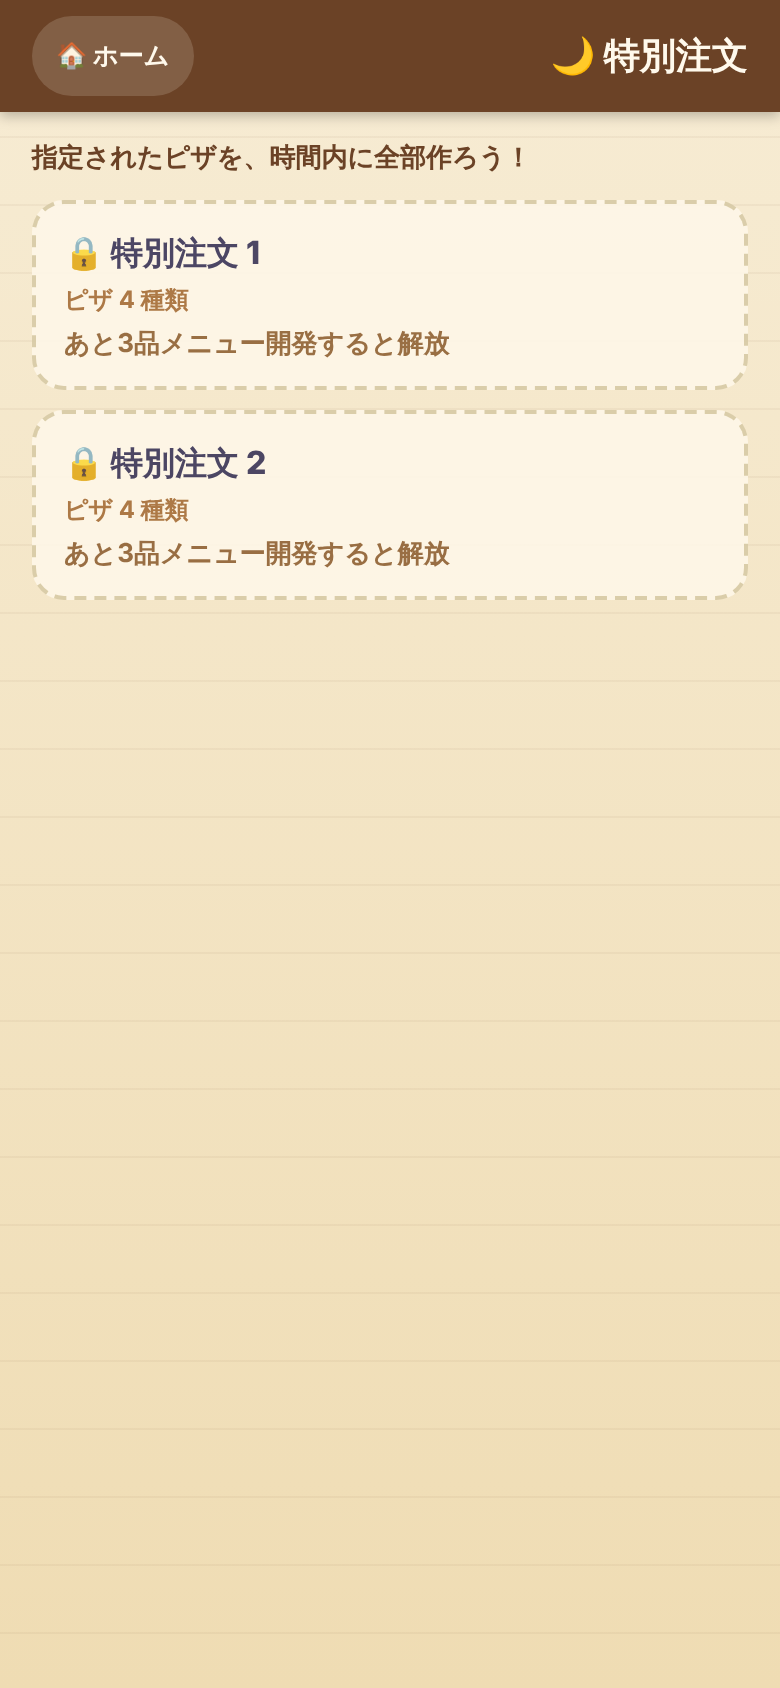 🏠 ホーム
🌙 特別注文
指定されたピザを、時間内に全部作ろう！
🔒 特別注文 1
ピザ 4 種類
あと3品メニュー開発すると解放
🔒 特別注文 2
ピザ 4 種類
あと3品メニュー開発すると解放